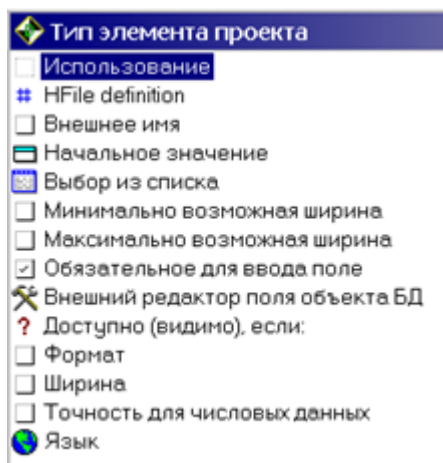 Тип элемента проекта
Использование
HFile definition
Внешнее имя
Начальное значение
Выбор из списка
Минимально возможная ширина
Максимально возможная ширина
Обязательное для ввода поле
Внешний редактор поля объекта БД
Доступно (видимо), если:
Формат
Ширина
Точность для числовых данных
Язык